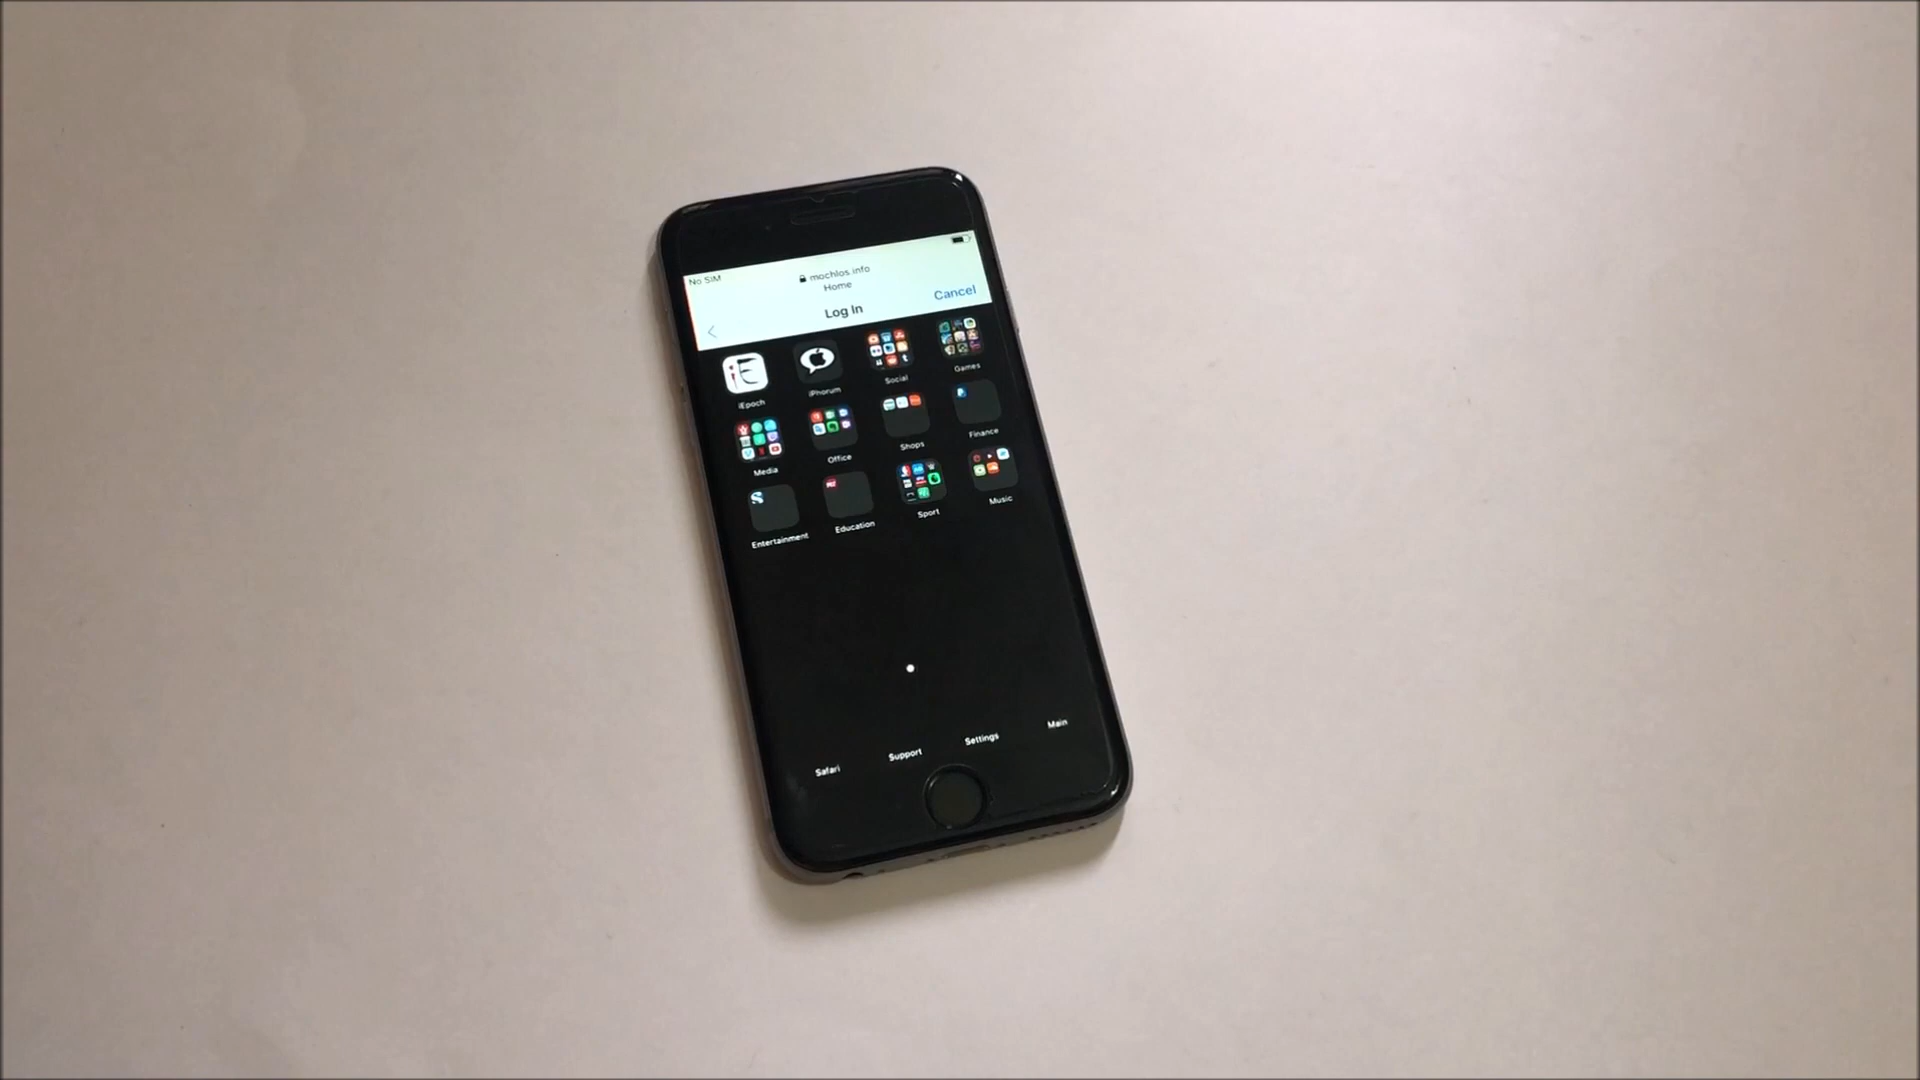 No SIM
mochlos.info
Home
Log In
Cancel
iEpoch
iPhorum
Social
Games
Media
Office
Shops
Finance
Entertainment
Education
Sport
Music
Safari
Support
Settings
Main